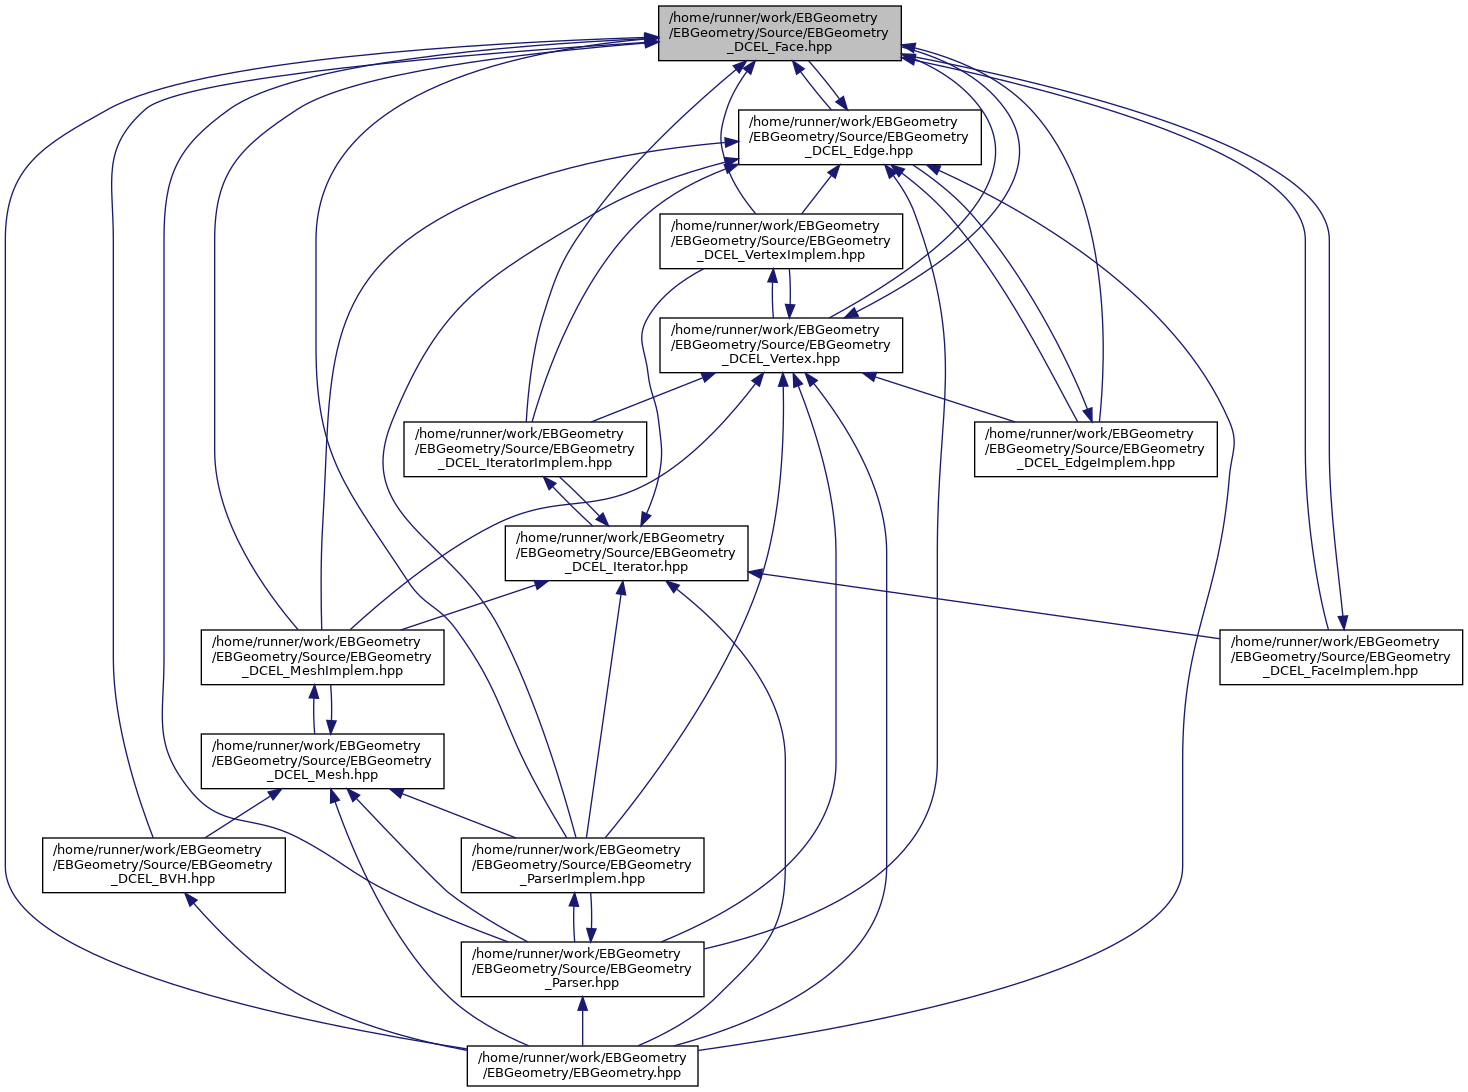 /home/runner/work/EBGeometry
/EBGeometry/Source/EBGeometry
_DCEL_Face.hpp
/home/runner/work/EBGeometry
/EBGeometry/Source/EBGeometry
_DCEL_Edge.hpp
/home/runner/work/EBGeometry
/EBGeometry/Source/EBGeometry
_DCEL_VertexImplem.hpp
/home/runner/work/EBGeometry
/EBGeometry/Source/EBGeometry
_DCEL_Vertex.hpp
/home/runner/work/EBGeometry
/EBGeometry/Source/EBGeometry
_DCEL_IteratorImplem.hpp
/home/runner/work/EBGeometry
/EBGeometry/Source/EBGeometry
_DCEL_EdgeImplem.hpp
/home/runner/work/EBGeometry
/EBGeometry/Source/EBGeometry
_DCEL_Iterator.hpp
/home/runner/work/EBGeometry
/EBGeometry/Source/EBGeometry
_DCEL_MeshImplem.hpp
/home/runner/work/EBGeometry
/EBGeometry/Source/EBGeometry
_DCEL_FaceImplem.hpp
/home/runner/work/EBGeometry
/EBGeometry/Source/EBGeometry
_DCEL_Mesh.hpp
/home/runner/work/EBGeometry
/EBGeometry/Source/EBGeometry
_DCEL_BVH.hpp
/home/runner/work/EBGeometry
/EBGeometry/Source/EBGeometry
_ParserImplem.hpp
/home/runner/work/EBGeometry
/EBGeometry/Source/EBGeometry
_Parser.hpp
/home/runner/work/EBGeometry
/EBGeometry/EBGeometry.hpp